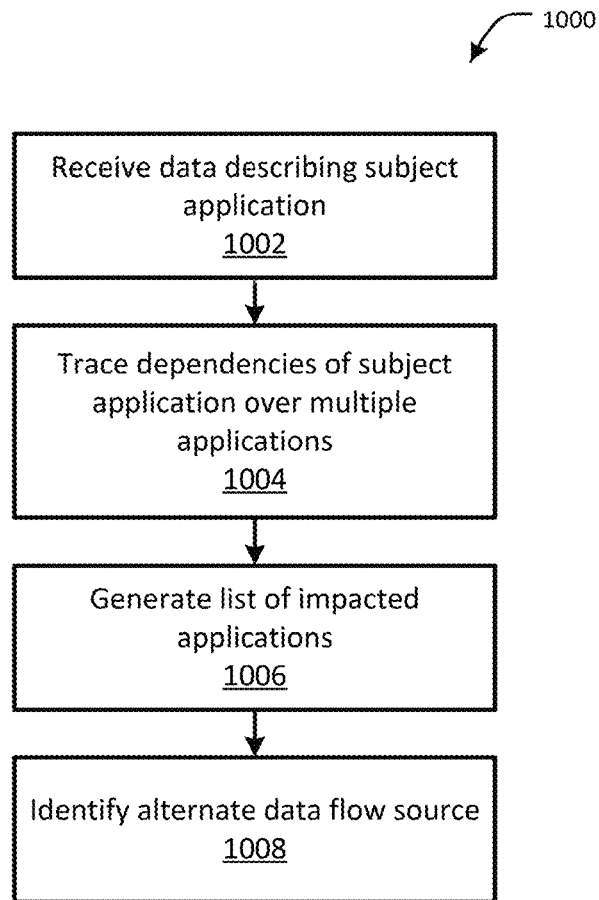 1000
Receive data describing subject
application
1002
Trace dependencies of subject
application over multiple
applications
1004
Generate list of impacted
applications
1006
Identify alternate data flow source
1008